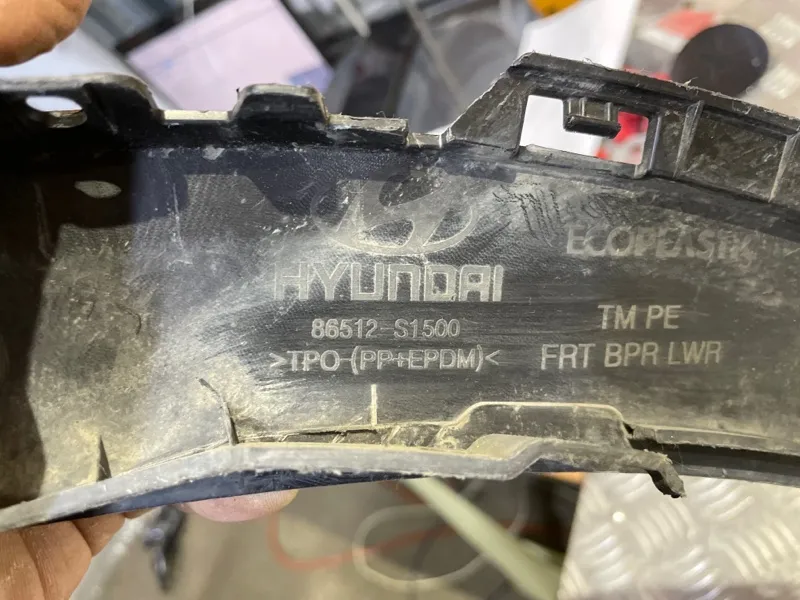 ECOPLASTIC
HYUNDAI
86512-S1500
>TPO-(PP+EPDM)<
TM PE
FRT BPR LWR